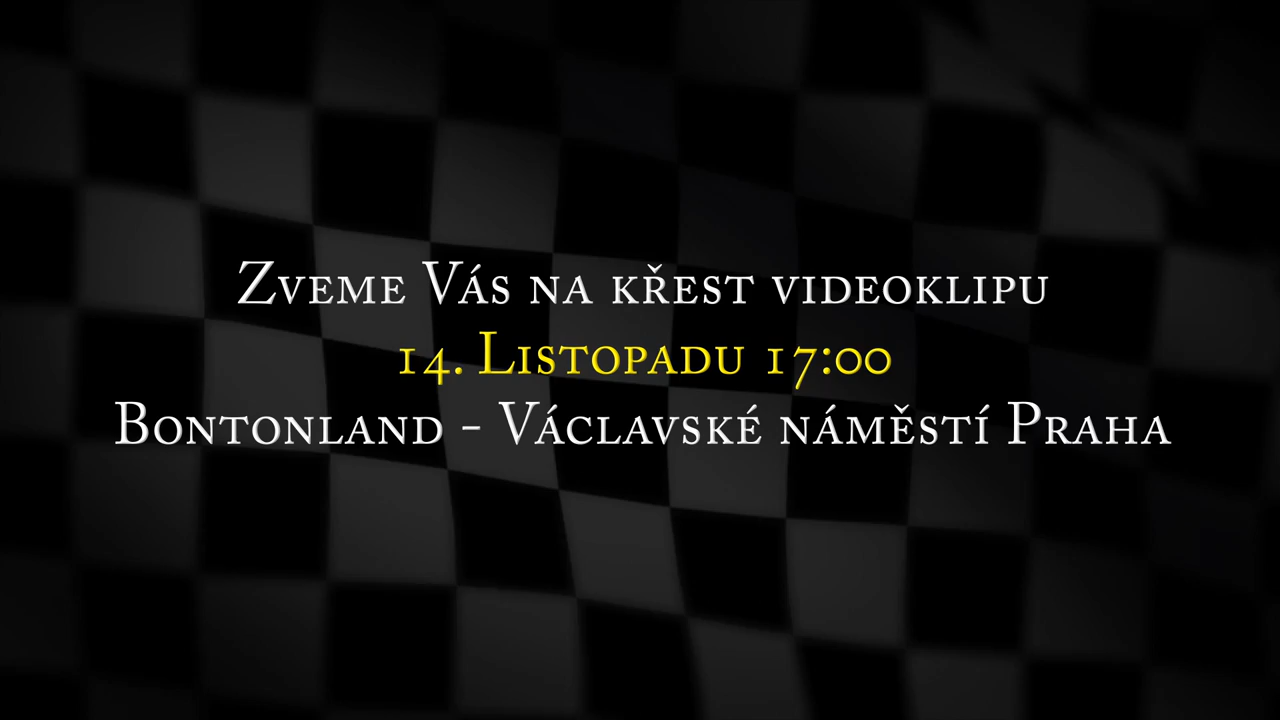 Zveme Vás na křest videoklipu
14. Listopadu 17:00
Bontonland - Václavské náměstí Praha